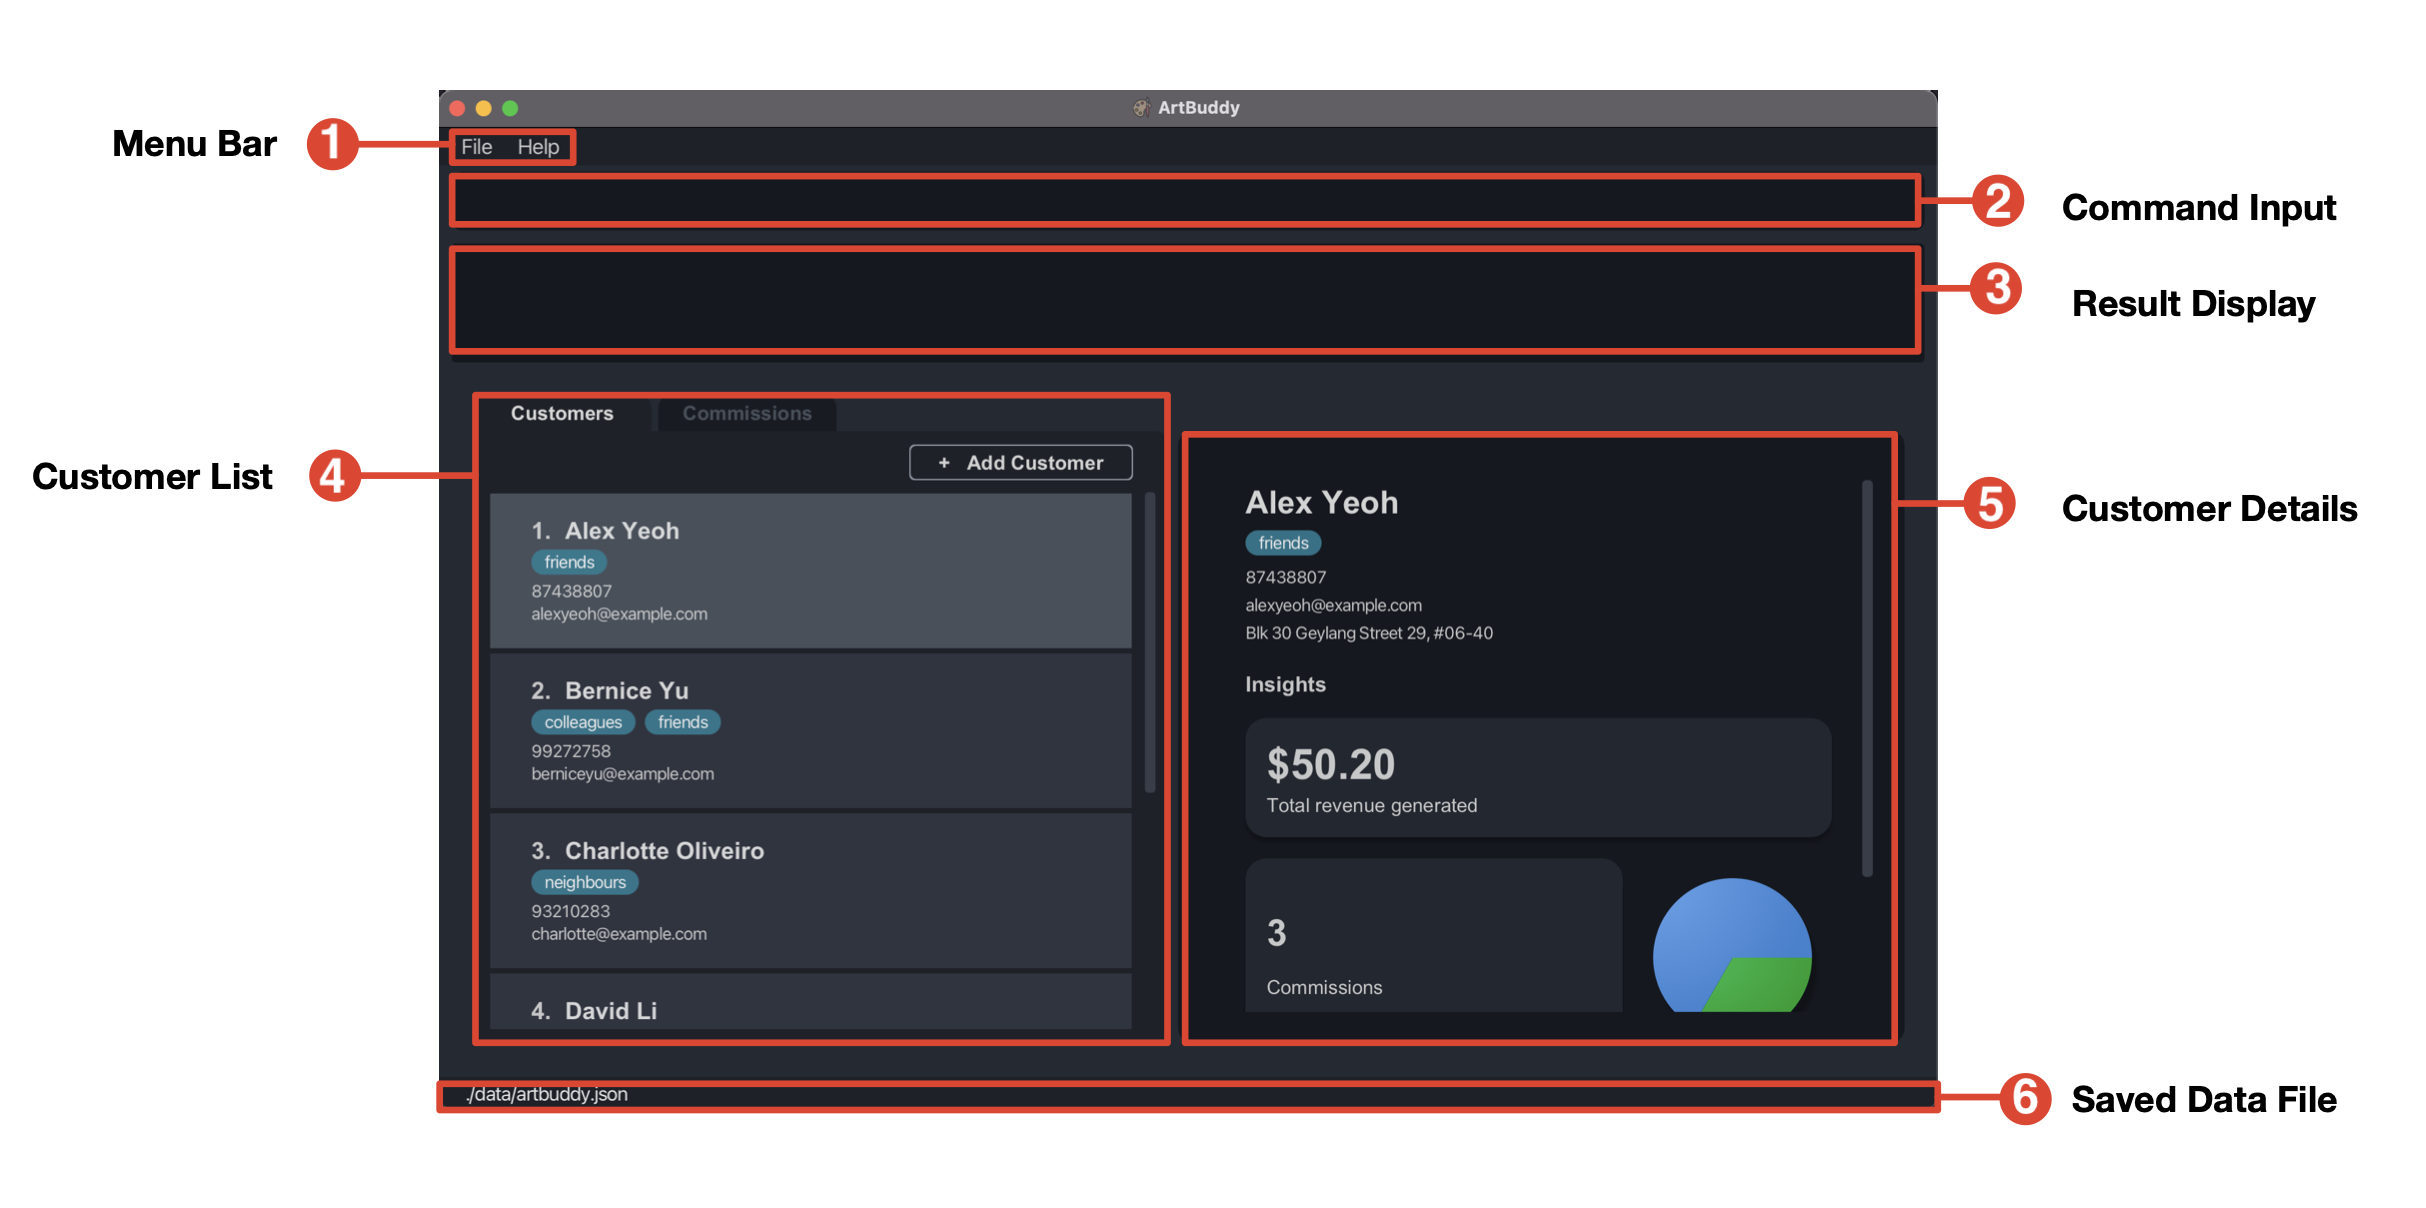 ArtBuddy
Menu Bar
1
File Help
2
Command Input
3
Result Display
Customer List
4
Customers Commissions
+ Add Customer
1. Alex Yeoh
friends
87438807
alexyeoh@example.com
2. Bernice Yu
colleagues friends
99272758
berniceyu@example.com
3. Charlotte Oliveiro
neighbours
93210283
charlotte@example.com
4. David Li
5
Customer Details
Alex Yeoh
friends
87438807
alexyeoh@example.com
Blk 30 Geylang Street 29, #06-40
Insights
$50.20
Total revenue generated
3
Commissions
./data/artbuddy.json
6
Saved Data File